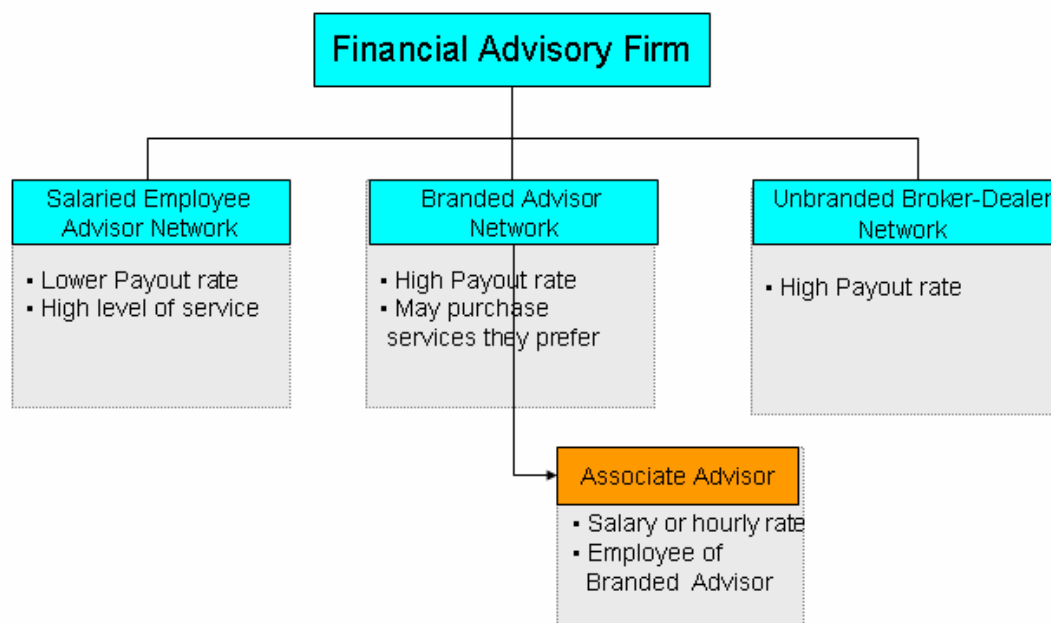 Financial Advisory Firm
Salaried Employee
Advisor Network
▪ Lower Payout rate
▪ High level of service
Branded Advisor
Network
▪ High Payout rate
▪ May purchase
services they prefer
Unbranded Broker-Dealer
Network
▪ High Payout rate
Associate Advisor
▪ Salary or hourly rate
▪ Employee of
Branded Advisor